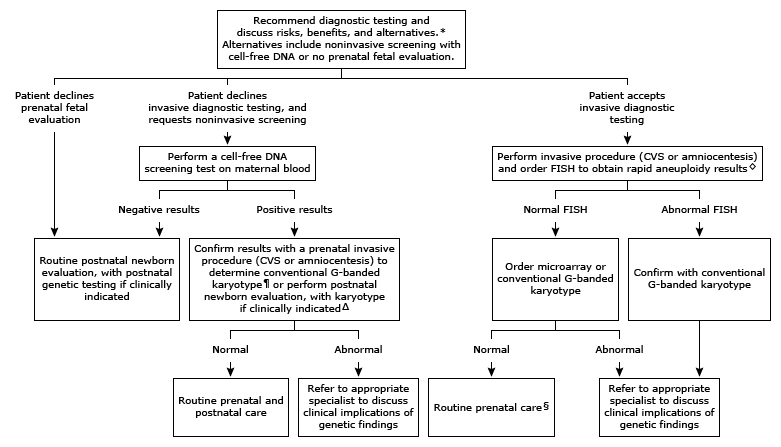 Recommend diagnostic testing and
discuss risks, benefits, and alternatives.*
Alternatives include noninvasive screening with
cell-free DNA or no prenatal fetal evaluation.
Patient declines
prenatal fetal
evaluation
Patient declines
invasive diagnostic testing, and
requests noninvasive screening
Patient accepts
invasive diagnostic
testing
Perform a cell-free DNA
screening test on maternal blood
Perform invasive procedure (CVS or amniocentesis)
and order FISH to obtain rapid aneuploidy results◊
Negative results
Positive results
Normal FISH
Abnormal FISH
Routine postnatal newborn
evaluation, with postnatal
genetic testing if clinically
indicated
Confirm results with a prenatal invasive
procedure (CVS or amniocentesis) to
determine conventional G-banded
karyotype¶ or perform postnatal
newborn evaluation, with karyotype
if clinically indicatedΔ
Order microarray or
conventional G-banded
karyotype
Confirm with conventional
G-banded karyotype
Normal
Abnormal
Normal
Abnormal
Routine prenatal and
postnatal care
Refer to appropriate
specialist to discuss
clinical implications of
genetic findings
Routine prenatal care§
Refer to appropriate
specialist to discuss
clinical implications of
genetic findings